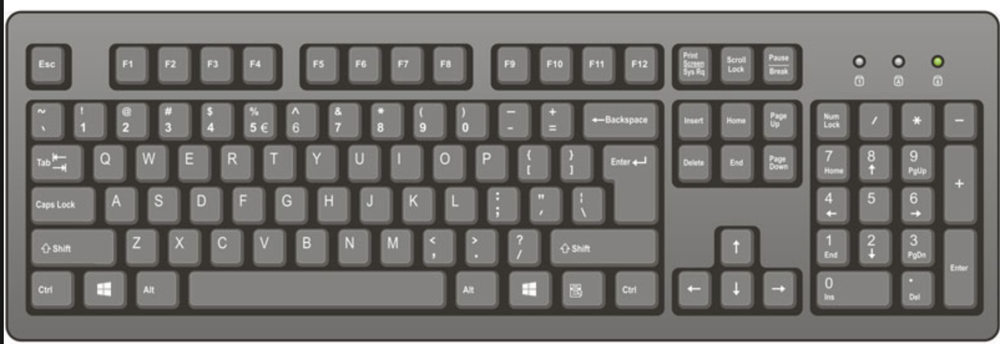 Esc F1 F2 F3 F4 F5 F6 F7 F8 F9 F10 F11 F12 Print Screen Sys Rq Scroll Lock Pause Break
1 A
~ ` ! 1 @ 2 # 3 $ 4 % 5 € ^ 6 & 7 * 8 ( 9 ) 0 — - + = ←Backspace Insert Home Page Up Num Lock / * −
Tab Q W E R T Y U I O P { [ } ] Enter ↵ Delete End Page Down 7 Home 8 ↑ 9 PgUp +
Caps Lock A S D F G H J K L : ; " ' ¦ \ 4 ← 5 6 →
⇧ Shift Z X C V B N M < , > . ? / ⇧ Shift ↑ 1 End 2 ↓ 3 PgDn Enter
Ctrl Alt Alt Ctrl ← ↓ → 0 Ins . Del